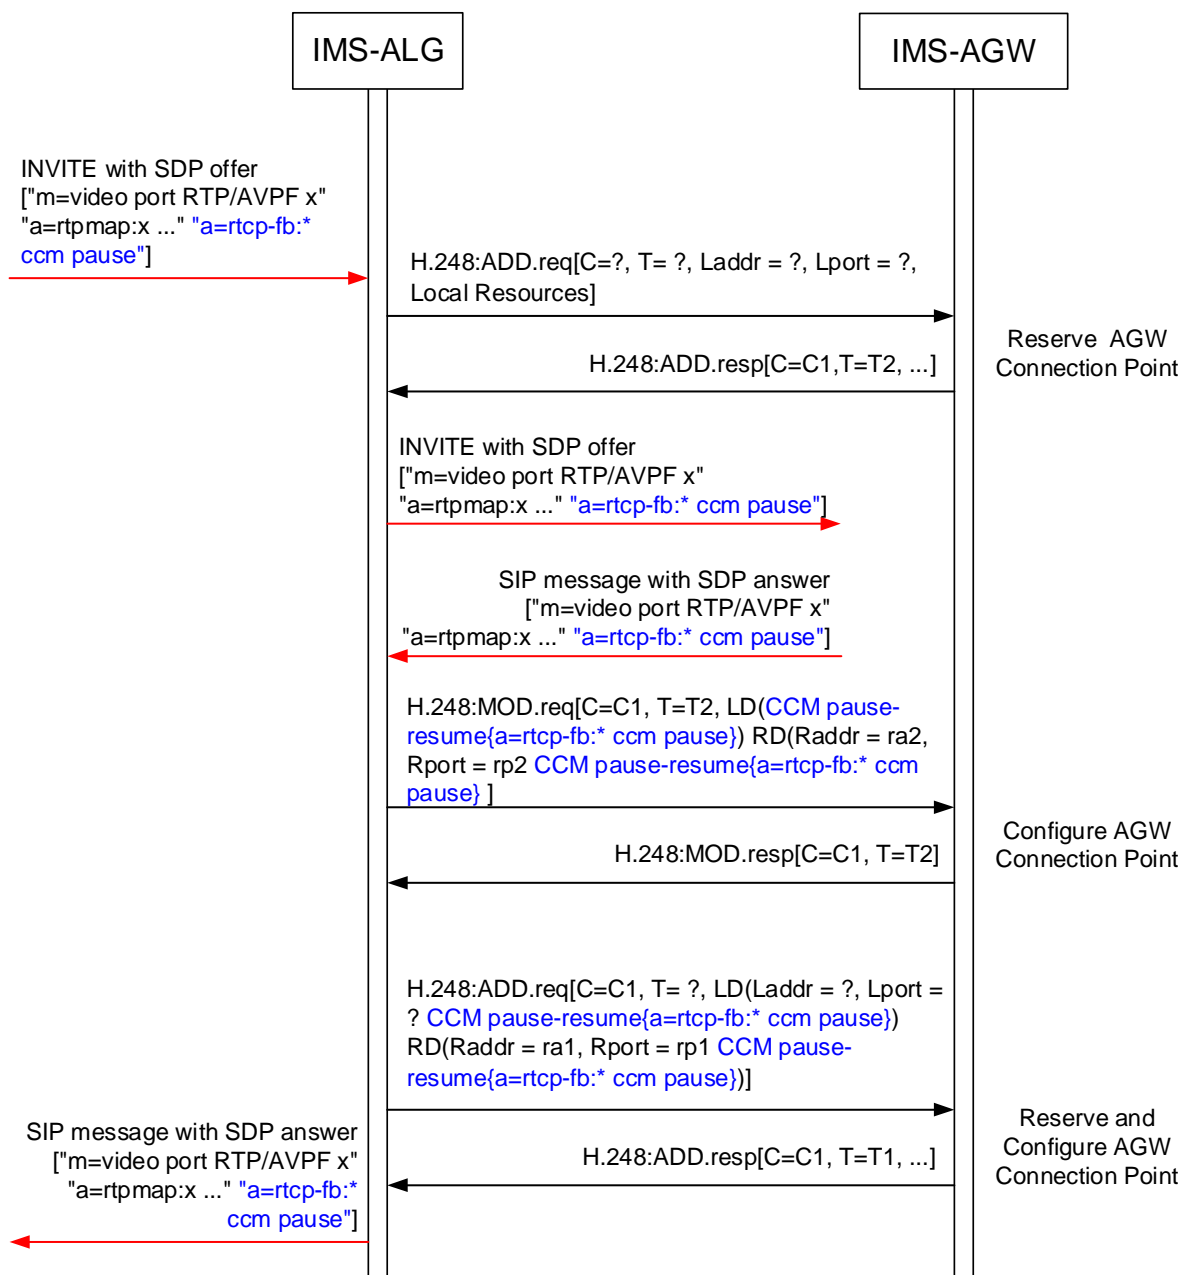 IMS-ALG
IMS-AGW
INVITE with SDP offer
["m=video port RTP/AVPF x"
"a=rtpmap:x ..." "a=rtcp-fb:*
ccm pause"]
H.248:ADD.req[C=?, T= ?, Laddr = ?, Lport = ?,
Local Resources]
Reserve AGW
Connection Point
H.248:ADD.resp[C=C1,T=T2, ...]
INVITE with SDP offer
["m=video port RTP/AVPF x"
"a=rtpmap:x ..." "a=rtcp-fb:* ccm pause"]
SIP message with SDP answer
["m=video port RTP/AVPF x"
"a=rtpmap:x ..." "a=rtcp-fb:* ccm pause"]
H.248:MOD.req[C=C1, T=T2, LD(CCM pause-
resume{a=rtcp-fb:* ccm pause}) RD(Raddr = ra2,
Rport = rp2 CCM pause-resume{a=rtcp-fb:* ccm
pause} ]
Configure AGW
Connection Point
H.248:MOD.resp[C=C1, T=T2]
H.248:ADD.req[C=C1, T= ?, LD(Laddr = ?, Lport =
? CCM pause-resume{a=rtcp-fb:* ccm pause})
RD(Raddr = ra1, Rport = rp1 CCM pause-
resume{a=rtcp-fb:* ccm pause})]
Reserve and
Configure AGW
Connection Point
H.248:ADD.resp[C=C1, T=T1, ...]
SIP message with SDP answer
["m=video port RTP/AVPF x"
"a=rtpmap:x ..." "a=rtcp-fb:*
ccm pause"]